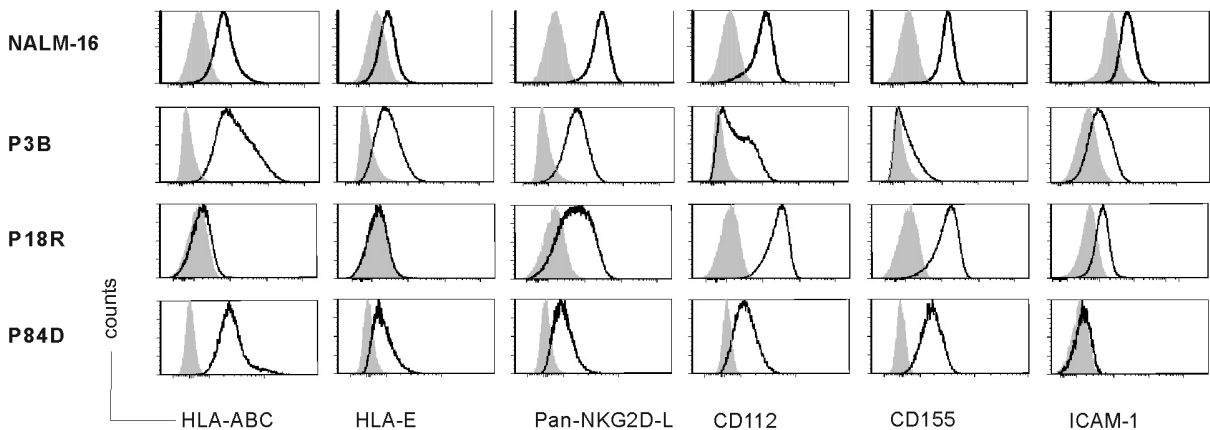 NALM-16
P3B
P18R
P84D
counts
HLA-ABC HLA-E Pan-NKG2D-L CD112 CD155 ICAM-1